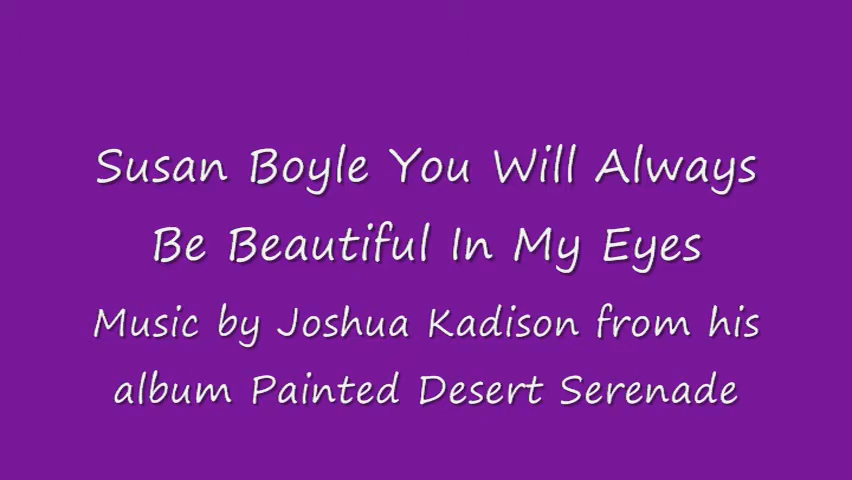 Susan Boyle You Will Always
Be Beautiful In My Eyes
Music by Joshua Kadison from his
album Painted Desert Serenade